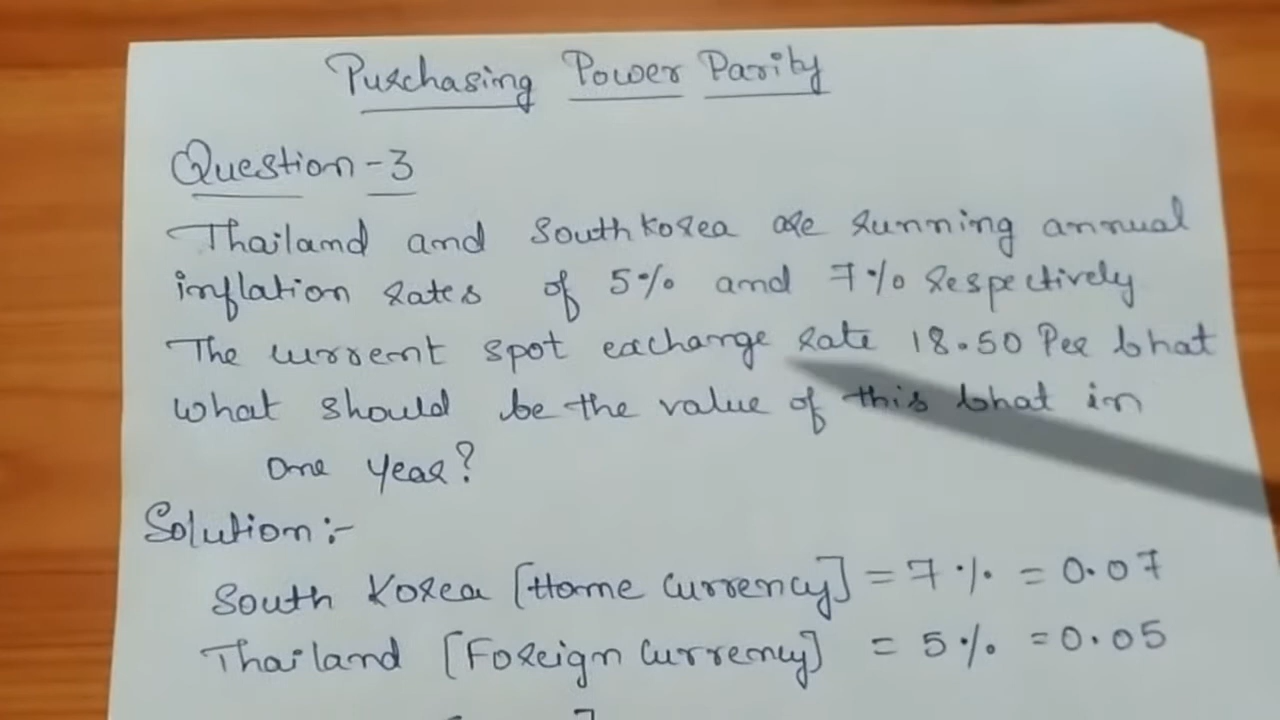 Purchasing Power Parity
Question-3
Thailand and South Korea are running annual
inflation rates of 5% and 7% respectively
The current spot exchange rate 18.50 Per bhat
what should be the value of this bhat in
one year?
Solution:-
South Korea [Home Currency] = 7% = 0.07
Thailand [Foreign Currency] = 5% = 0.05